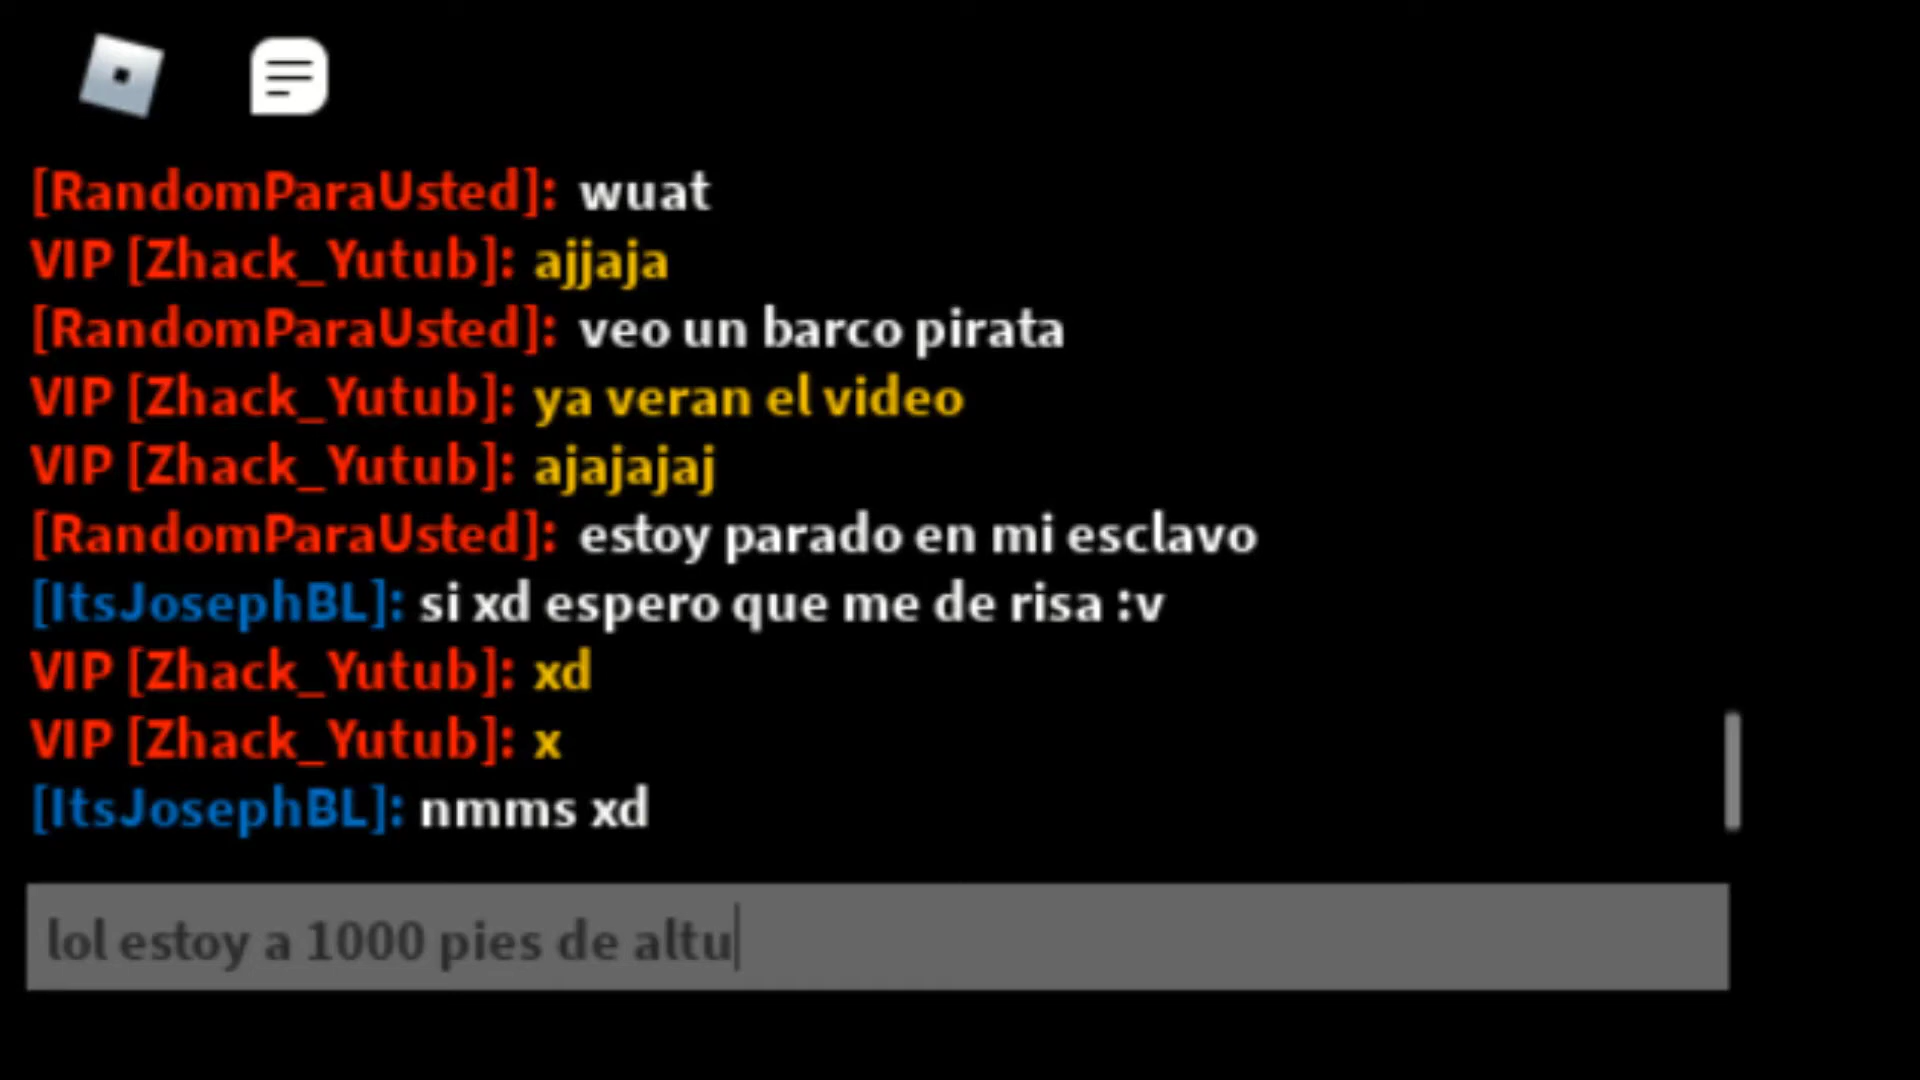 [RandomParaUsted]: wuat
VIP [Zhack_Yutub]: ajjaja
[RandomParaUsted]: veo un barco pirata
VIP [Zhack_Yutub]: ya veran el video
VIP [Zhack_Yutub]: ajajajaj
[RandomParaUsted]: estoy parado en mi esclavo
[ItsJosephBL]: si xd espero que me de risa :v
VIP [Zhack_Yutub]: xd
VIP [Zhack_Yutub]: x
[ItsJosephBL]: nmms xd
lol estoy a 1000 pies de altu